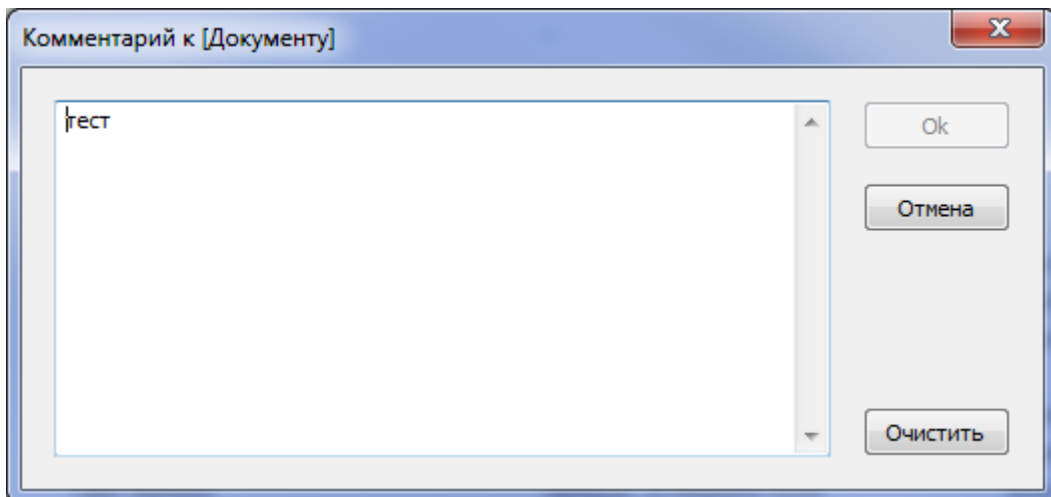 Комментарий к [Документу]
тест
Ok
Отмена
Очистить